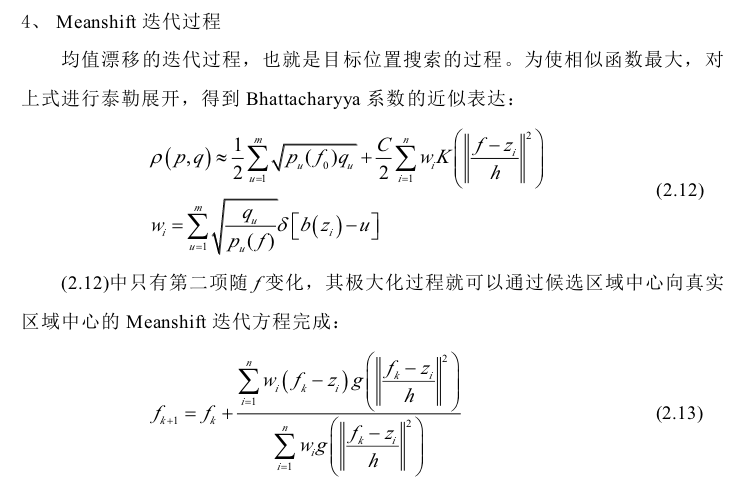 4、 Meanshift 迭代过程
均值漂移的迭代过程，也就是目标位置搜索的过程。为使相似函数最大，对
上式进行泰勒展开，得到 Bhattacharyya 系数的近似表达：
ρ(p,q) ≈ \frac{1}{2}\sum_{u=1}^{m}\sqrt{p_u(f_0)q_u} + \frac{C}{2}\sum_{i=1}^{n} w_i K\left(\left\|\frac{f-z_i}{h}\right\|^2\right)
(2.12)
w_i = \sum_{u=1}^{m}\sqrt{\frac{q_u}{p_u(f)}}\delta[b(z_i)-u]
(2.12)中只有第二项随 f 变化，其极大化过程就可以通过候选区域中心向真实
区域中心的 Meanshift 迭代方程完成：
f_{k+1} = f_k + \frac{\sum_{i=1}^{n} w_i(f_k-z_i)g\left(\left\|\frac{f_k-z_i}{h}\right\|^2\right)}{\sum_{i=1}^{n} w_i g\left(\left\|\frac{f_k-z_i}{h}\right\|^2\right)} (2.13)